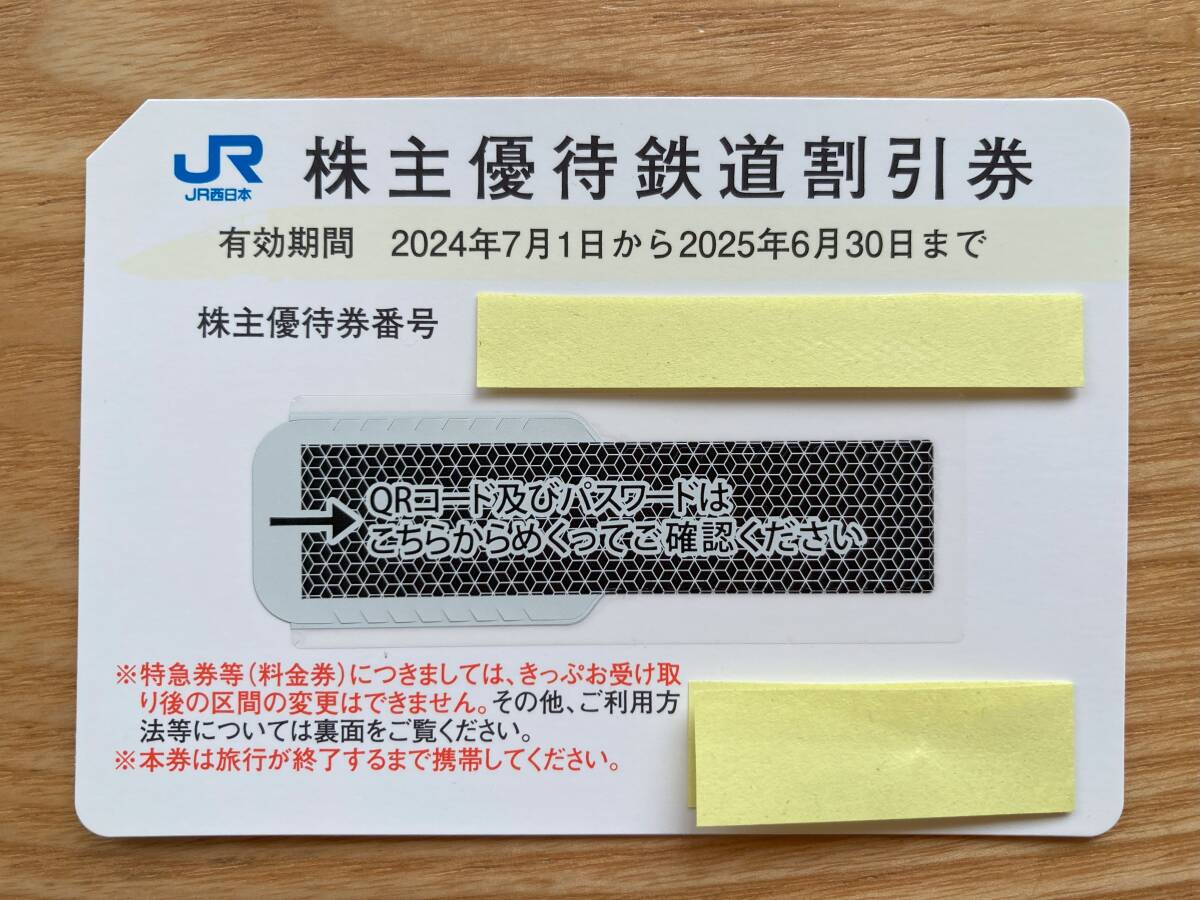 JR
JR西日本
株主優待鉄道割引券
有効期間 2024年7月1日から2025年6月30日まで
株主優待券番号
QRコード及びパスワードは
こちらからめくってご確認ください
※特急券等(料金券)につきましては、きっぷお受け取
り後の区間の変更はできません。その他、ご利用方
法等については裏面をご覧ください。
※本券は旅行が終了するまで携帯してください。